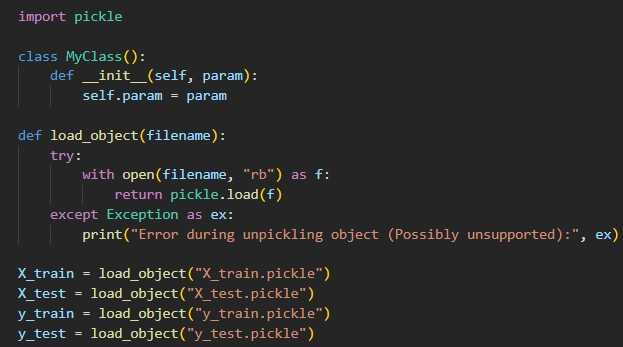 import pickle

class MyClass():
    def __init__(self, param):
        self.param = param

def load_object(filename):
    try:
        with open(filename, "rb") as f:
            return pickle.load(f)
    except Exception as ex:
        print("Error during unpickling object (Possibly unsupported):", ex)

X_train = load_object("X_train.pickle")
X_test = load_object("X_test.pickle")
y_train = load_object("y_train.pickle")
y_test = load_object("y_test.pickle")